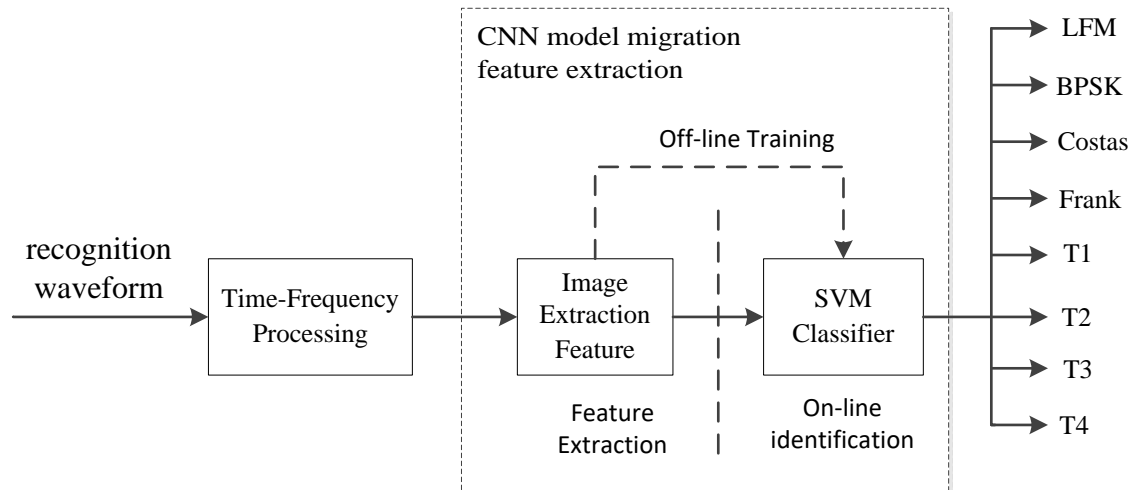 CNN model migration
feature extraction
Off-line Training
recognition
waveform
Time-Frequency
Processing
Image
Extraction
Feature
SVM
Classifier
Feature
Extraction
On-line
identification
LFM
BPSK
Costas
Frank
T1
T2
T3
T4